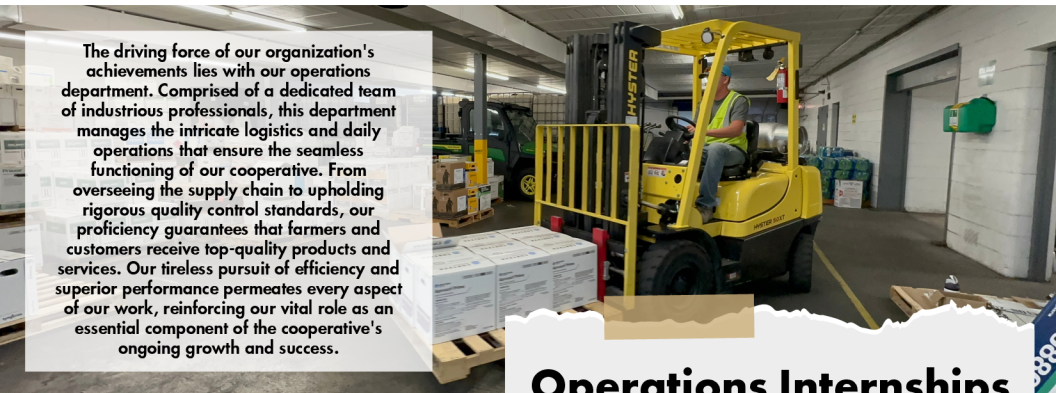 The driving force of our organization's
achievements lies with our operations
department. Comprised of a dedicated team
of industrious professionals, this department
manages the intricate logistics and daily
operations that ensure the seamless
functioning of our cooperative. From
overseeing the supply chain to upholding
rigorous quality control standards, our
proficiency guarantees that farmers and
customers receive top-quality products and
services. Our tireless pursuit of efficiency and
superior performance permeates every aspect
of our work, reinforcing our vital role as an
essential component of the cooperative's
ongoing growth and success.
HYSTER
HYSTER 50XT
Operations Internships